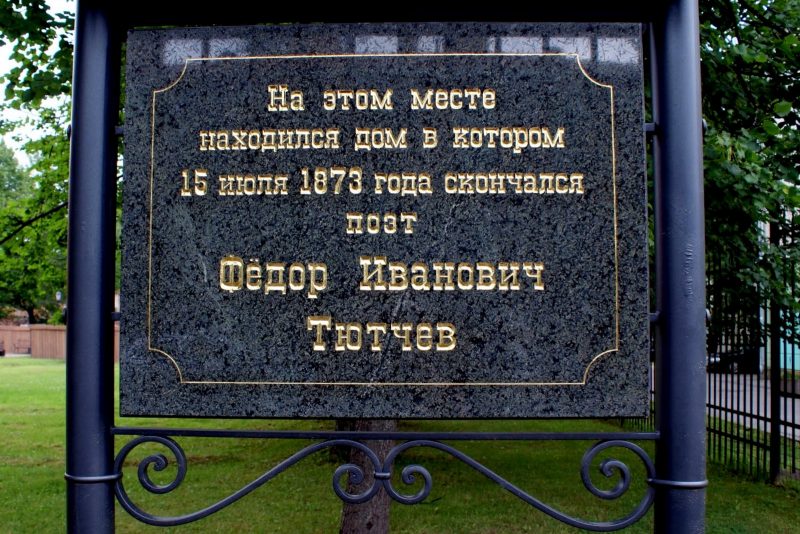 На этом месте
находился дом в котором
15 июля 1873 года скончался
поэт
Фёдор Иванович
Тютчев